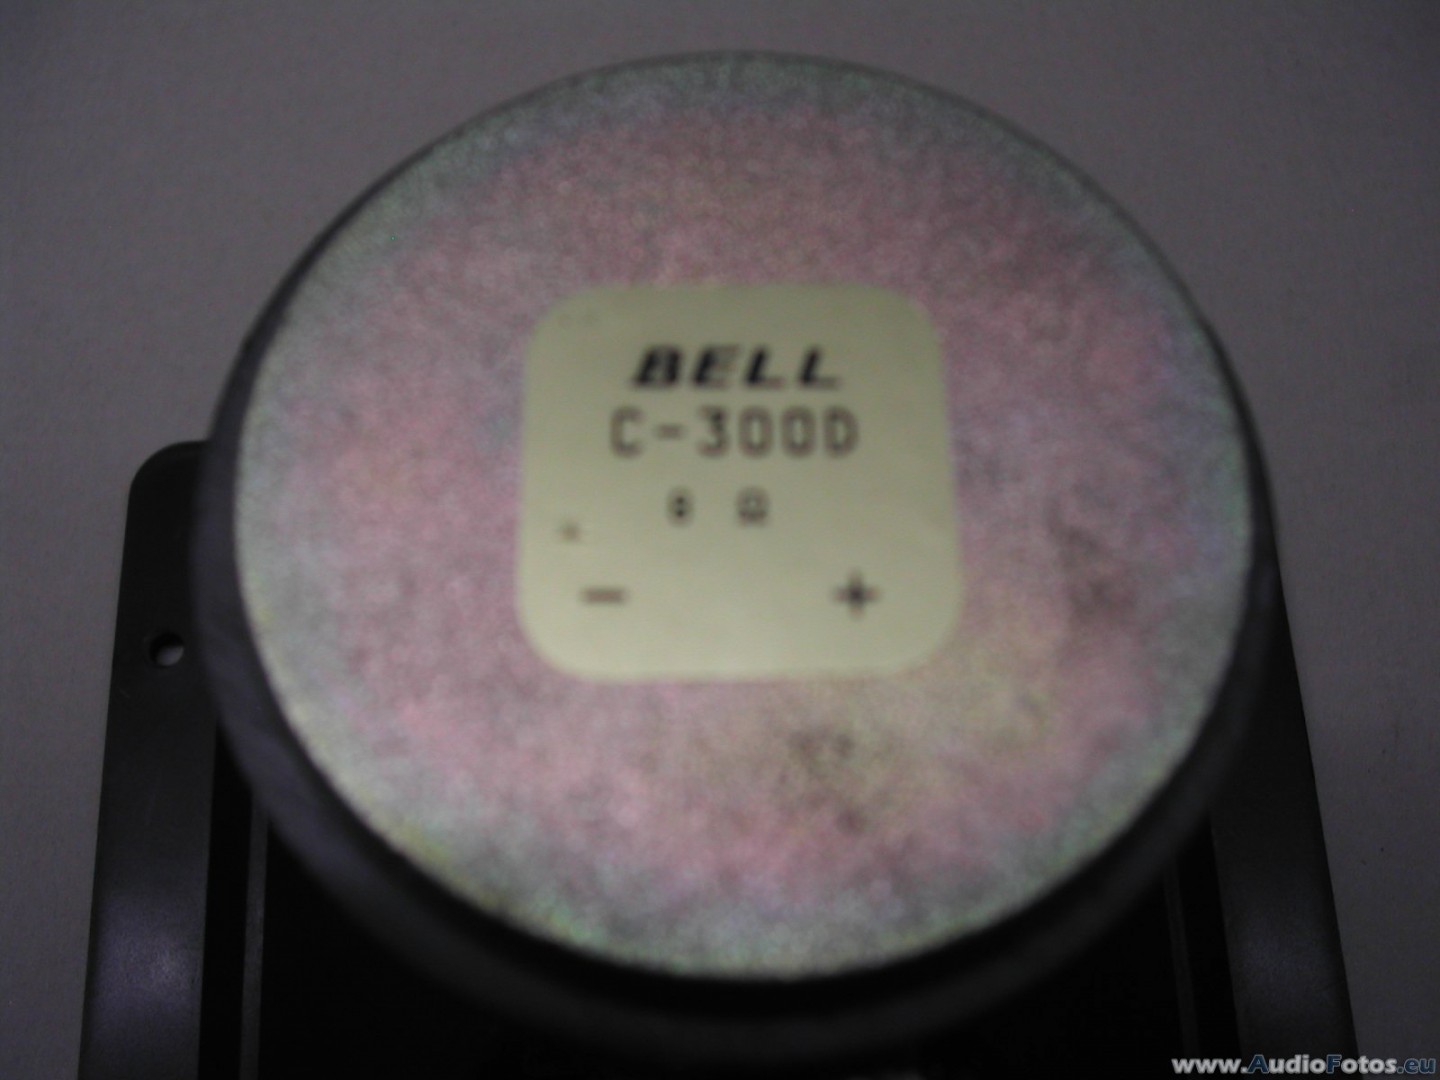 BELL
C-300D
8 Ω
- +
www.AudioFotos.eu